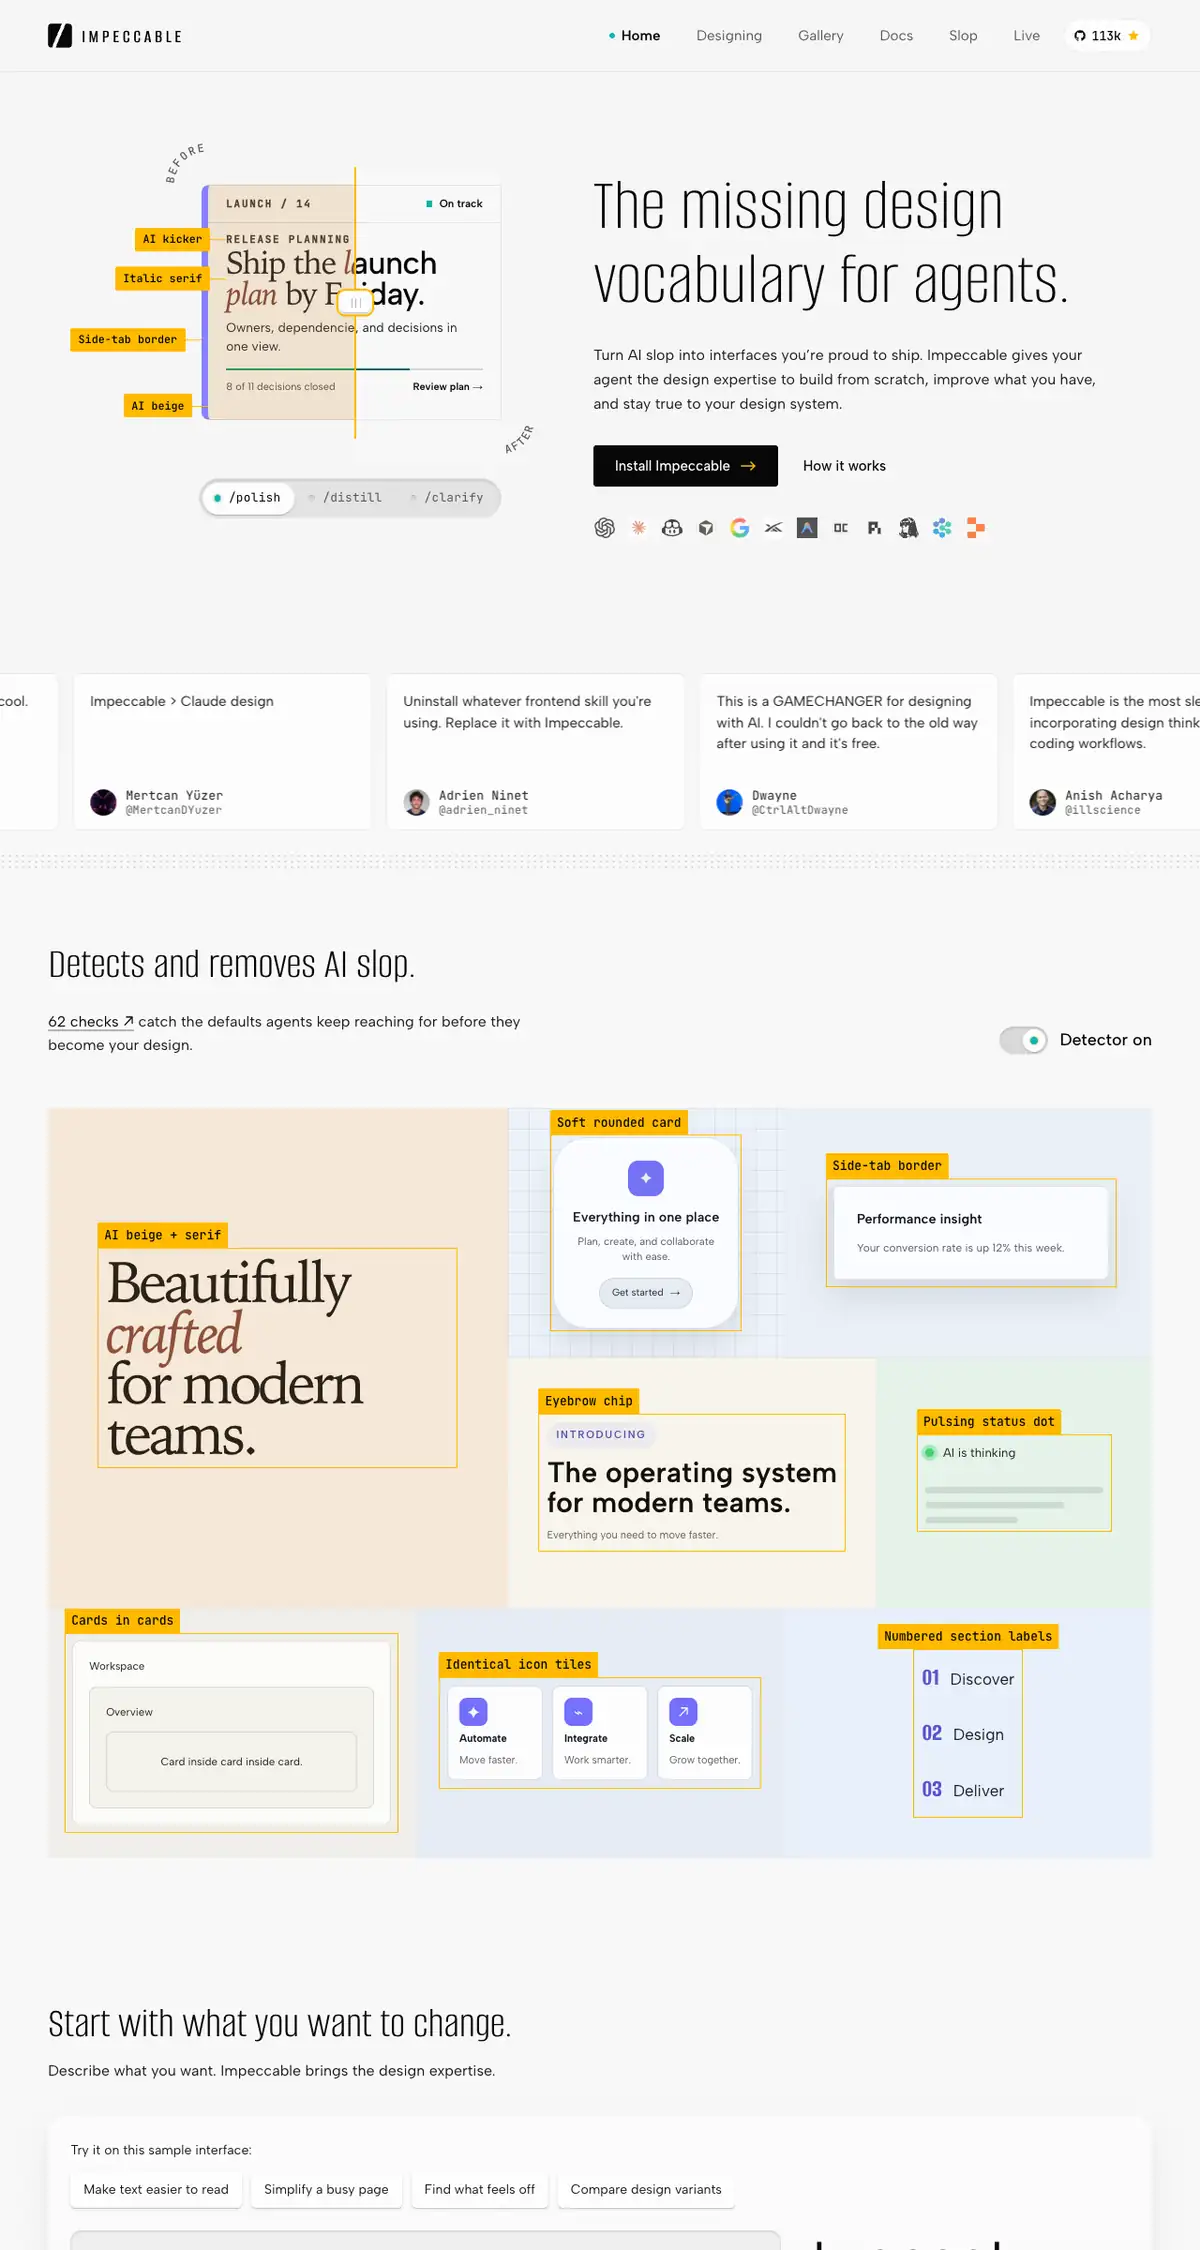 IMPECCABLE
Home
Designing
Gallery
Docs
Slop
Live
113k
BEFORE
LAUNCH / 14
On track
AI kicker
RELEASE PLANNING
Italic serif
Ship the launch
plan by Friday.
Side-tab border
Owners, dependencie, and decisions in
one view.
8 of 11 decisions closed
Review plan →
AI beige
AFTER
/polish
/distill
/clarify
The missing design
vocabulary for agents.
Turn AI slop into interfaces you're proud to ship. Impeccable gives your
agent the design expertise to build from scratch, improve what you have,
and stay true to your design system.
Install Impeccable →
How it works
cool.
Impeccable > Claude design
Mertcan Yüzer
@MertcanDYuzer
Uninstall whatever frontend skill you're
using. Replace it with Impeccable.
Adrien Ninet
@adrien_ninet
This is a GAMECHANGER for designing
with AI. I couldn't go back to the old way
after using it and it's free.
Dwayne
@CtrlAltDwayne
Impeccable is the most sle
incorporating design think
coding workflows.
Anish Acharya
@illscience
Detects and removes AI slop.
62 checks ↗ catch the defaults agents keep reaching for before they
become your design.
Detector on
AI beige + serif
Beautifully
crafted
for modern
teams.
Soft rounded card
Everything in one place
Plan, create, and collaborate
with ease.
Get started →
Side-tab border
Performance insight
Your conversion rate is up 12% this week.
Eyebrow chip
INTRODUCING
The operating system
for modern teams.
Everything you need to move faster.
Pulsing status dot
AI is thinking
Cards in cards
Workspace
Overview
Card inside card inside card.
Identical icon tiles
Automate
Move faster.
Integrate
Work smarter.
Scale
Grow together.
Numbered section labels
01 Discover
02 Design
03 Deliver
Start with what you want to change.
Describe what you want. Impeccable brings the design expertise.
Try it on this sample interface:
Make text easier to read
Simplify a busy page
Find what feels off
Compare design variants